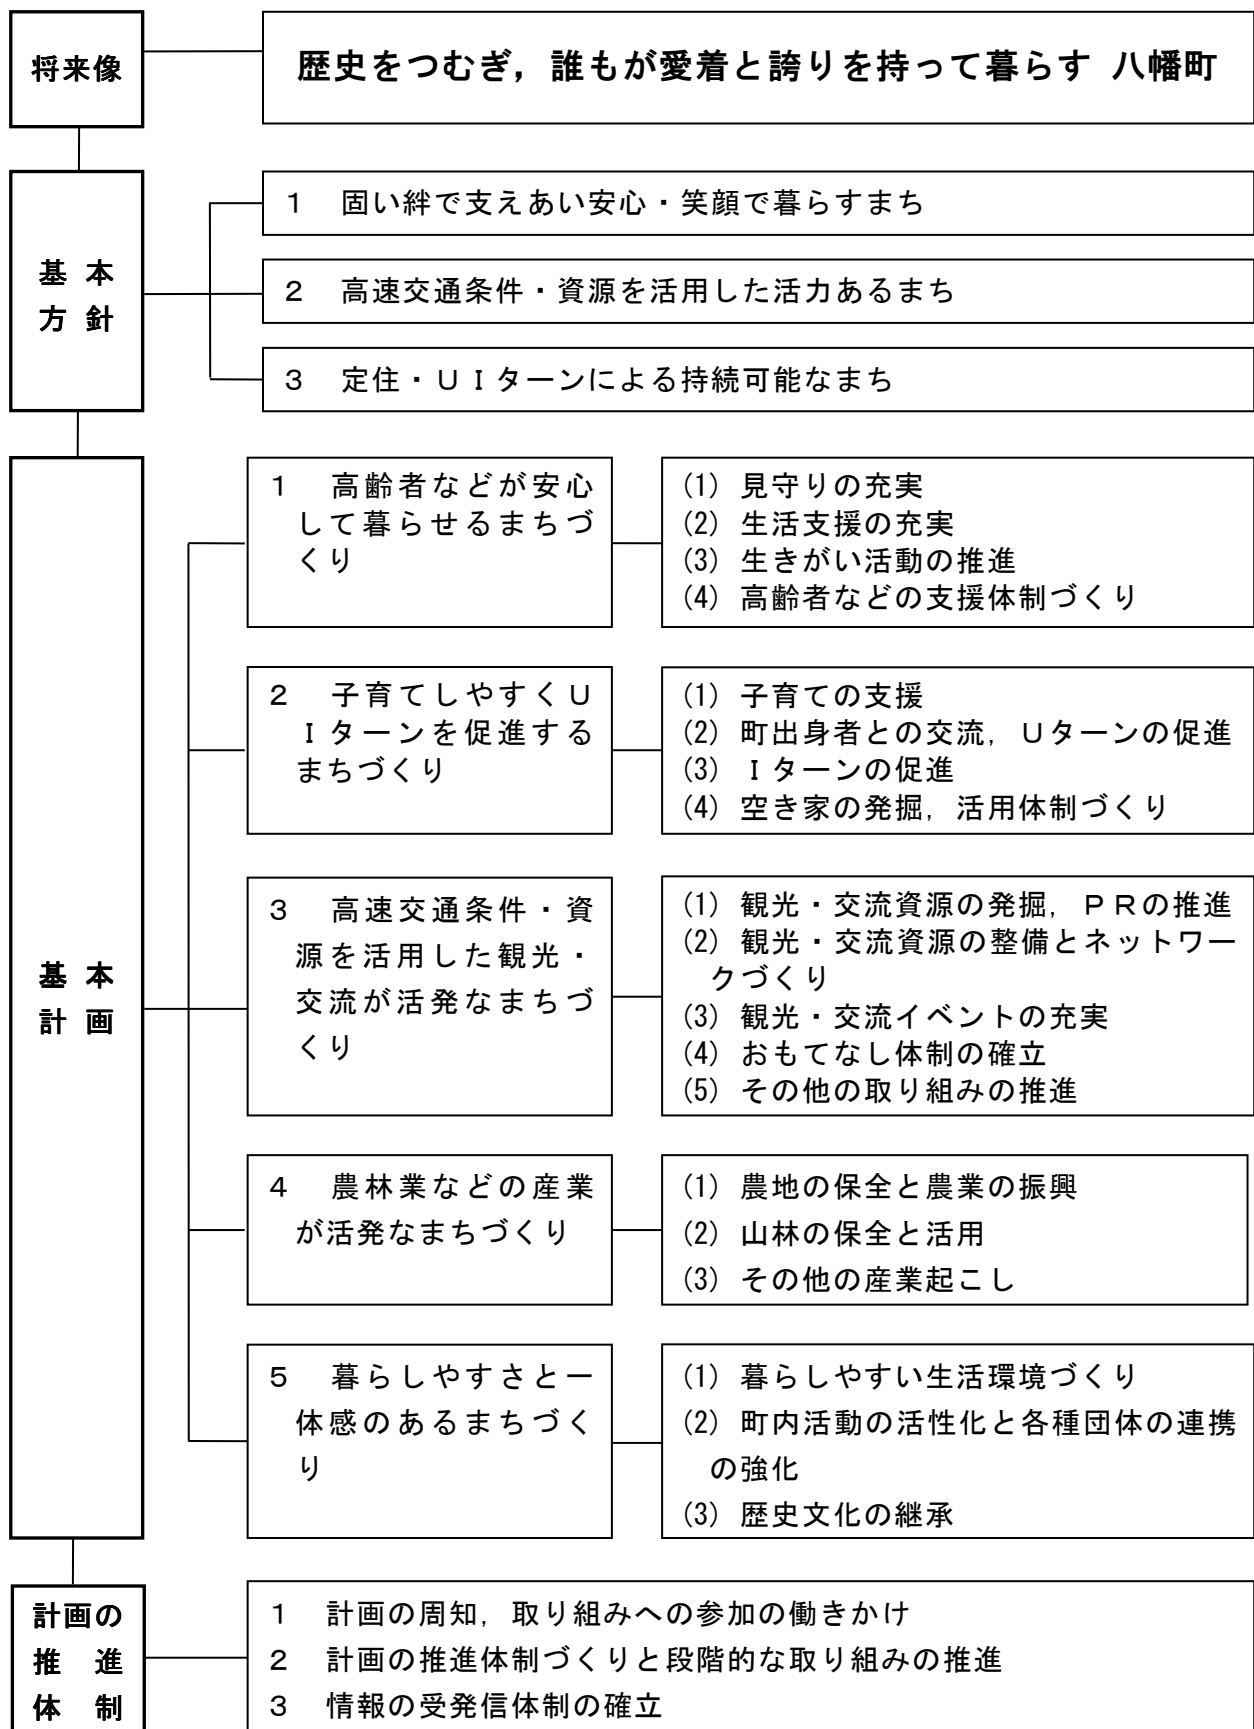 将来像
歴史をつむぎ，誰もが愛着と誇りを持って暮らす 八幡町
基本
方針
１　固い絆で支えあい安心・笑顔で暮らすまち
２　高速交通条件・資源を活用した活力あるまち
３　定住・ＵＩターンによる持続可能なまち
基本
計画
１　高齢者などが安心
して暮らせるまちづ
くり
(1) 見守りの充実
(2) 生活支援の充実
(3) 生きがい活動の推進
(4) 高齢者などの支援体制づくり
２　子育てしやすくＵ
Ｉターンを促進する
まちづくり
(1) 子育ての支援
(2) 町出身者との交流，Ｕターンの促進
(3) Ｉターンの促進
(4) 空き家の発掘，活用体制づくり
３　高速交通条件・資
源を活用した観光・
交流が活発なまちづ
くり
(1) 観光・交流資源の発掘，ＰＲの推進
(2) 観光・交流資源の整備とネットワー
クづくり
(3) 観光・交流イベントの充実
(4) おもてなし体制の確立
(5) その他の取り組みの推進
４　農林業などの産業
が活発なまちづくり
(1) 農地の保全と農業の振興
(2) 山林の保全と活用
(3) その他の産業起こし
５　暮らしやすさと一
体感のあるまちづく
り
(1) 暮らしやすい生活環境づくり
(2) 町内活動の活性化と各種団体の連携
の強化
(3) 歴史文化の継承
計画の
推進
体制
１　計画の周知，取り組みへの参加の働きかけ
２　計画の推進体制づくりと段階的な取り組みの推進
３　情報の受発信体制の確立